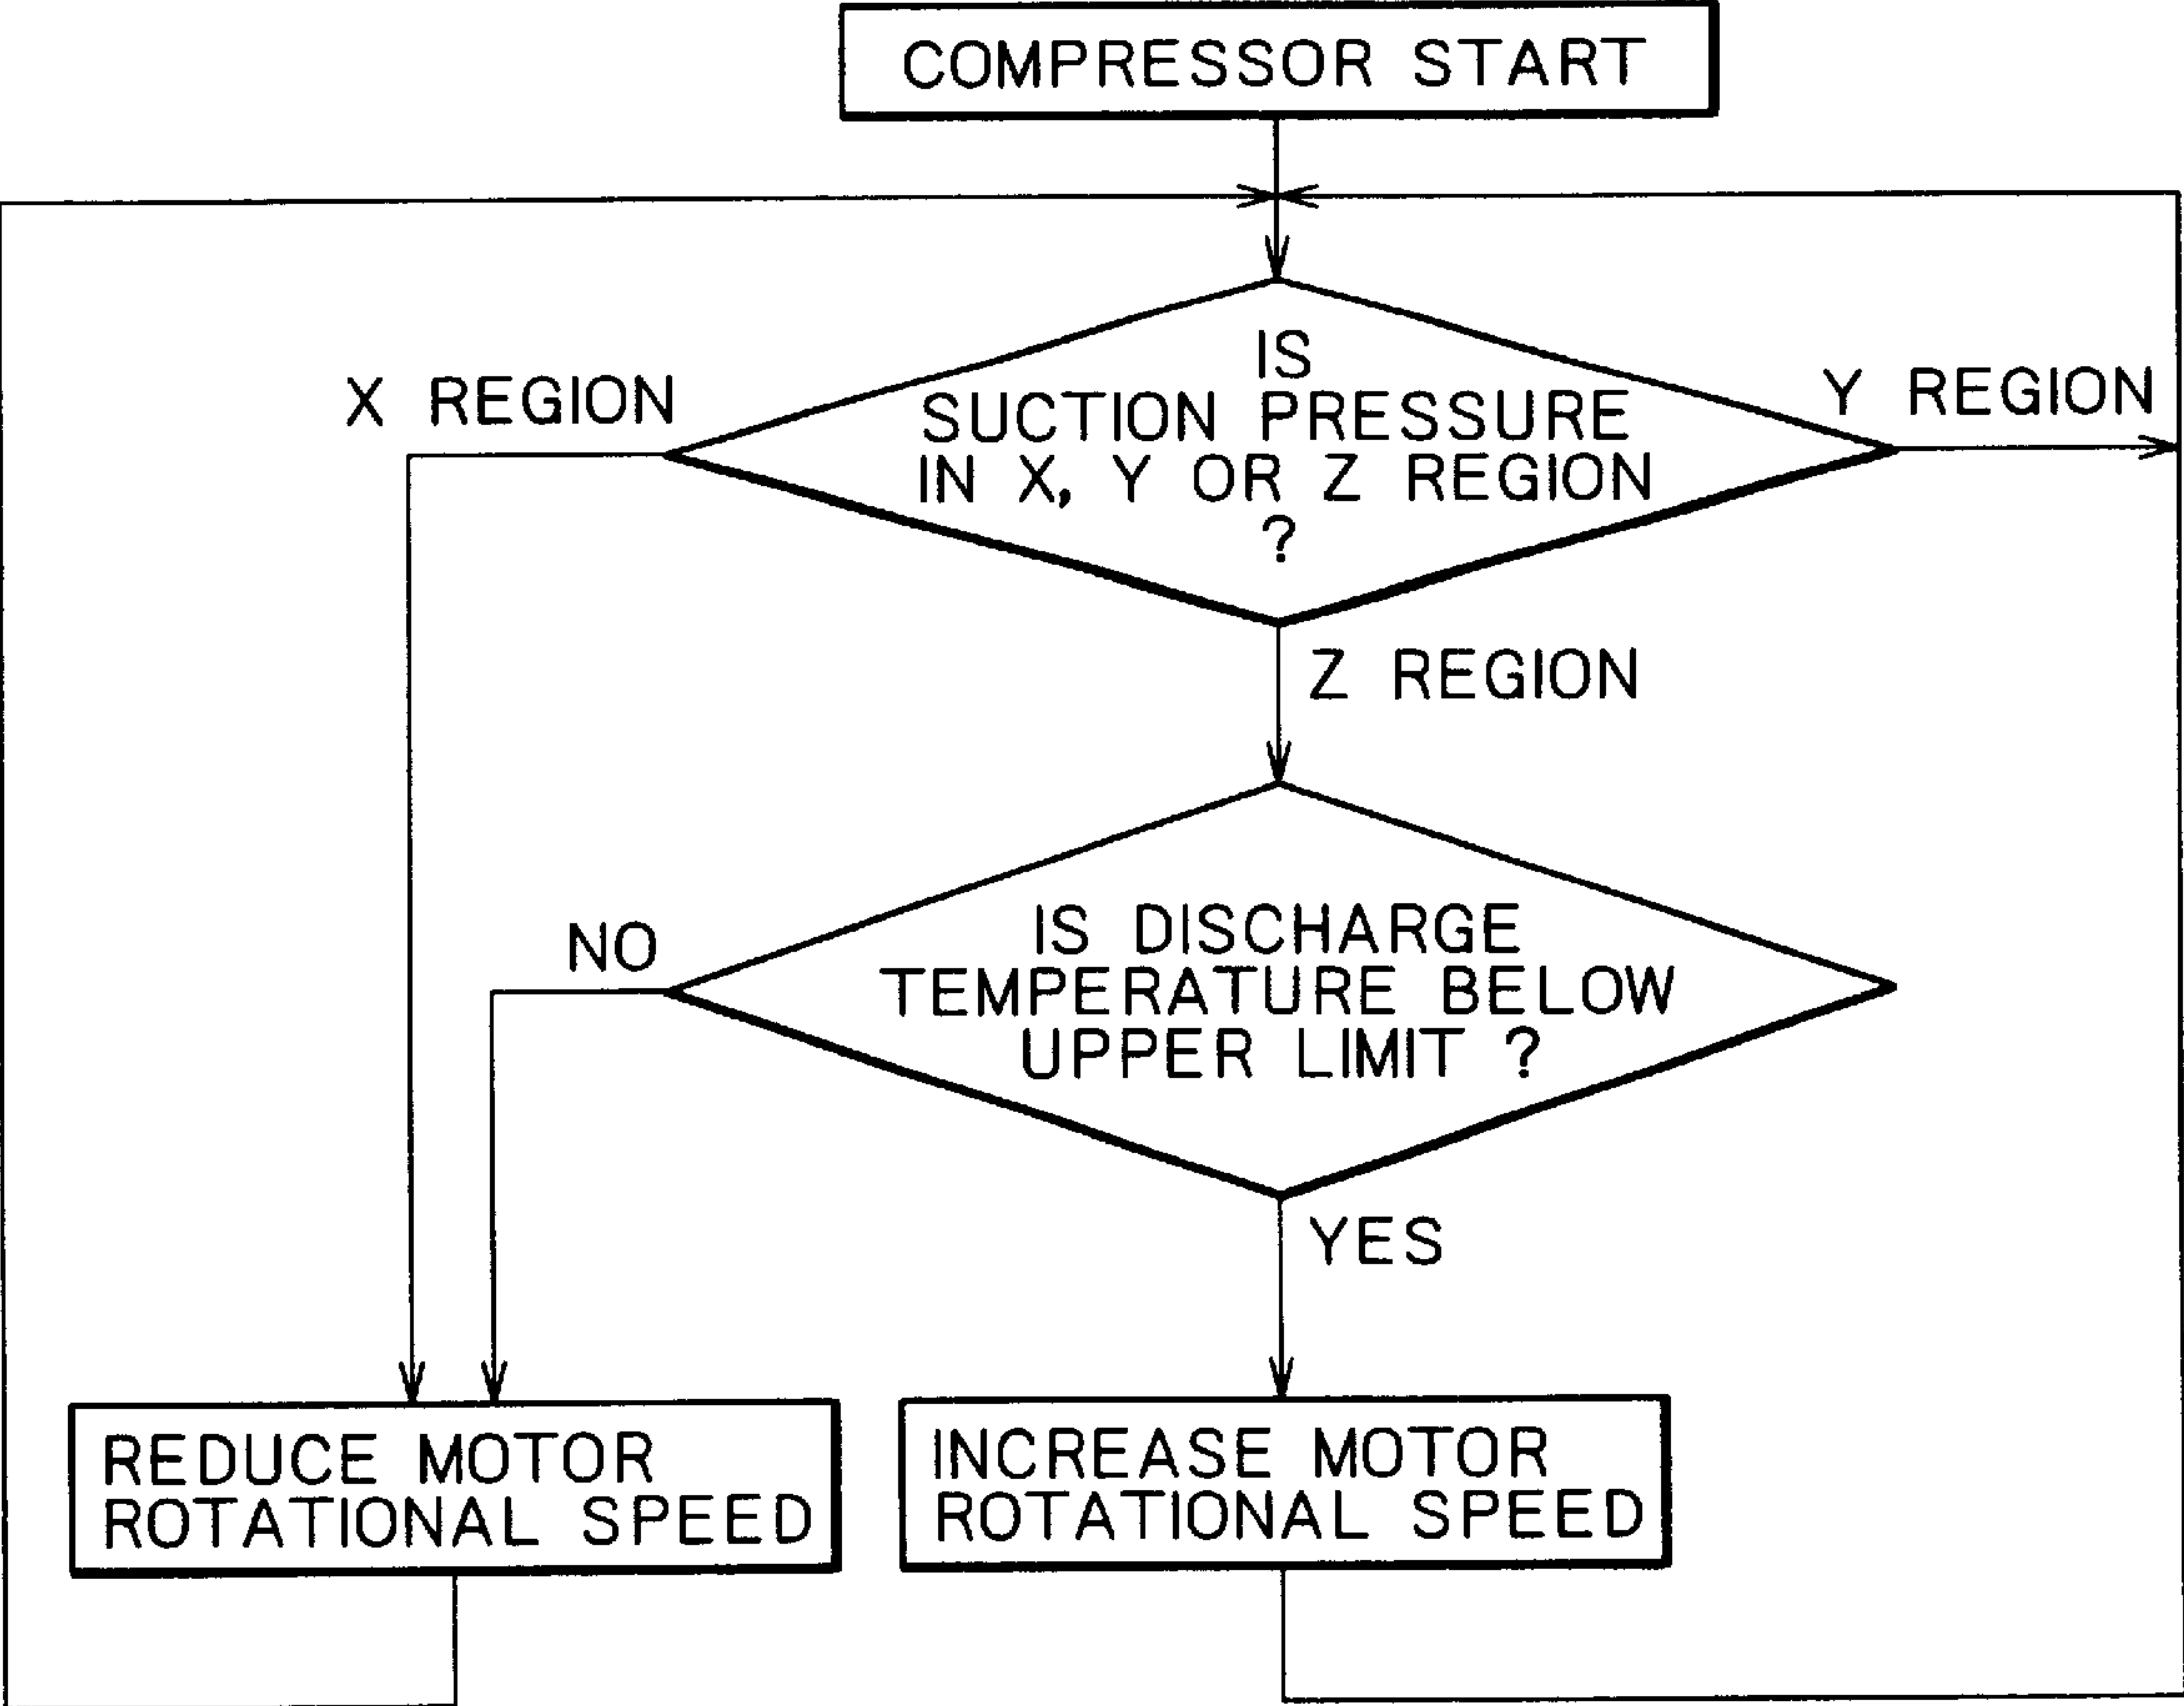 COMPRESSOR START
IS
SUCTION PRESSURE
IN X, Y OR Z REGION
?
X REGION
Y REGION
Z REGION
IS DISCHARGE
TEMPERATURE BELOW
UPPER LIMIT ?
NO
YES
REDUCE MOTOR
ROTATIONAL SPEED
INCREASE MOTOR
ROTATIONAL SPEED